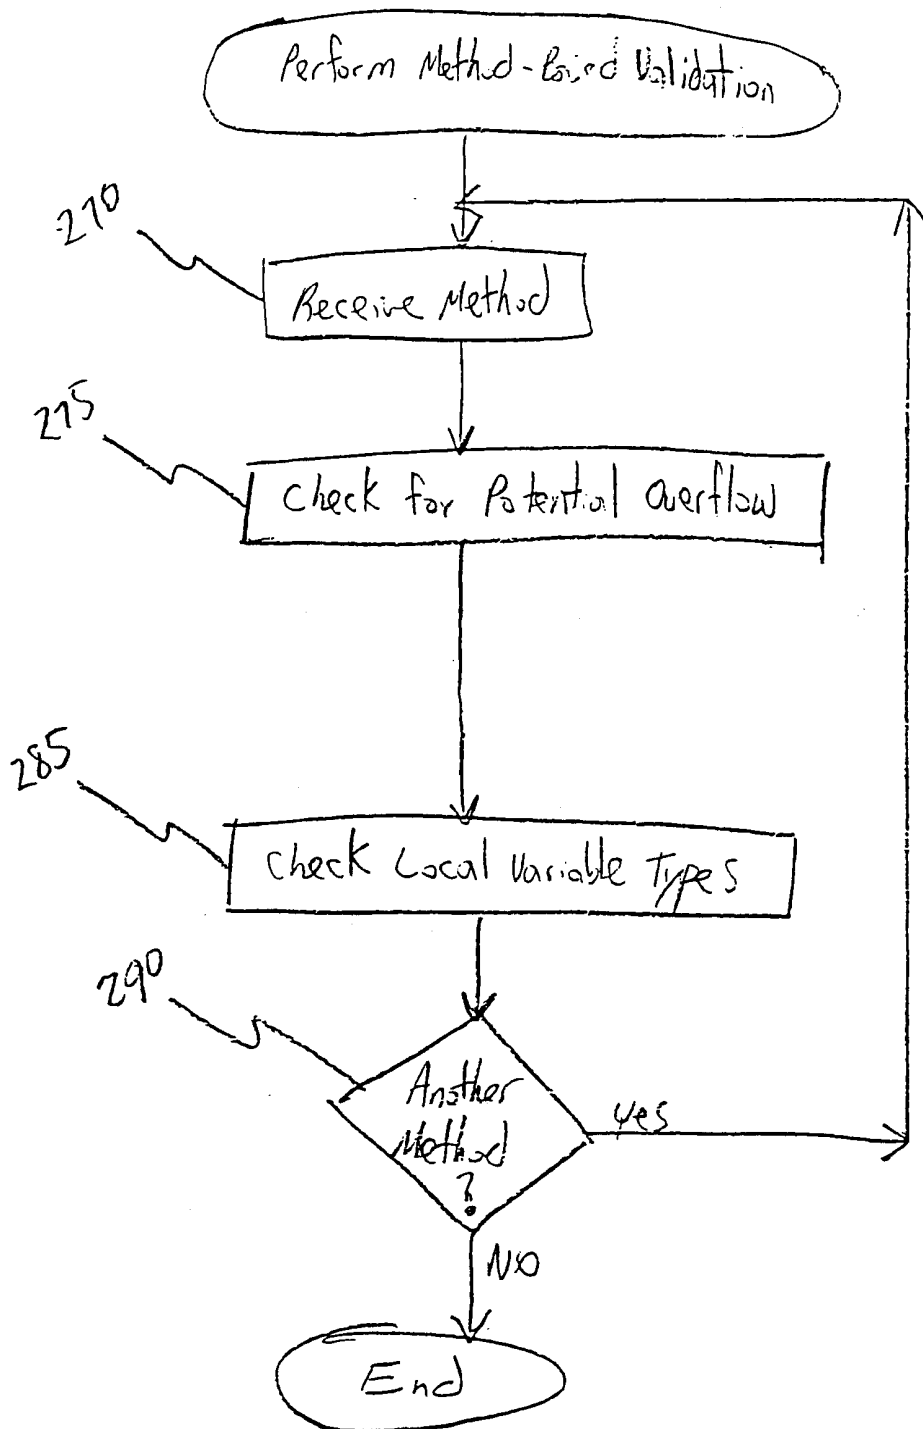 Perform Method-Based Validation
270
Receive Method
275
Check for Potential Overflow
285
Check Local Variable Types
290
Another
Method
?
Yes
NO
End